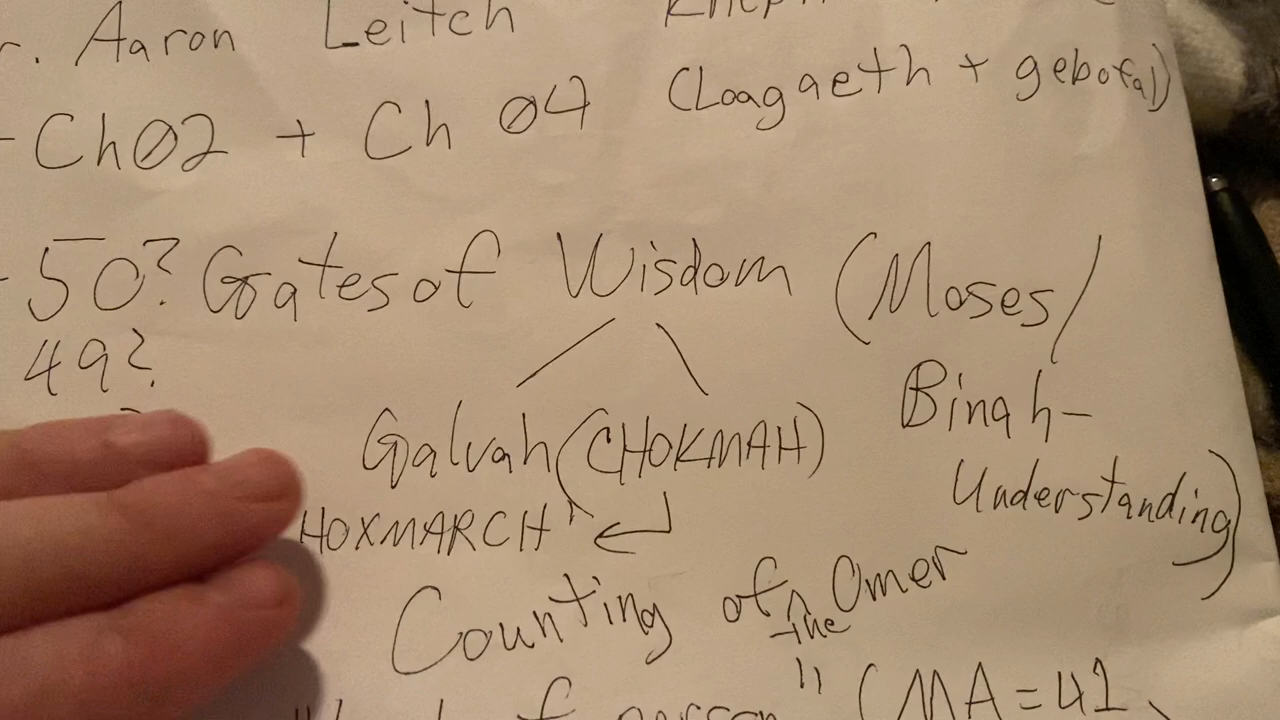 r. Aaron Leitch
-Ch02 + Ch 04 (Loagaeth + gebofal)
- 50? Gates of Wisdom (Moses/
49?
Binah-
Galvah (CHOKMAH)
Understanding)
HOXMARCH
Counting of ^ Omer
the
" (MA = 41